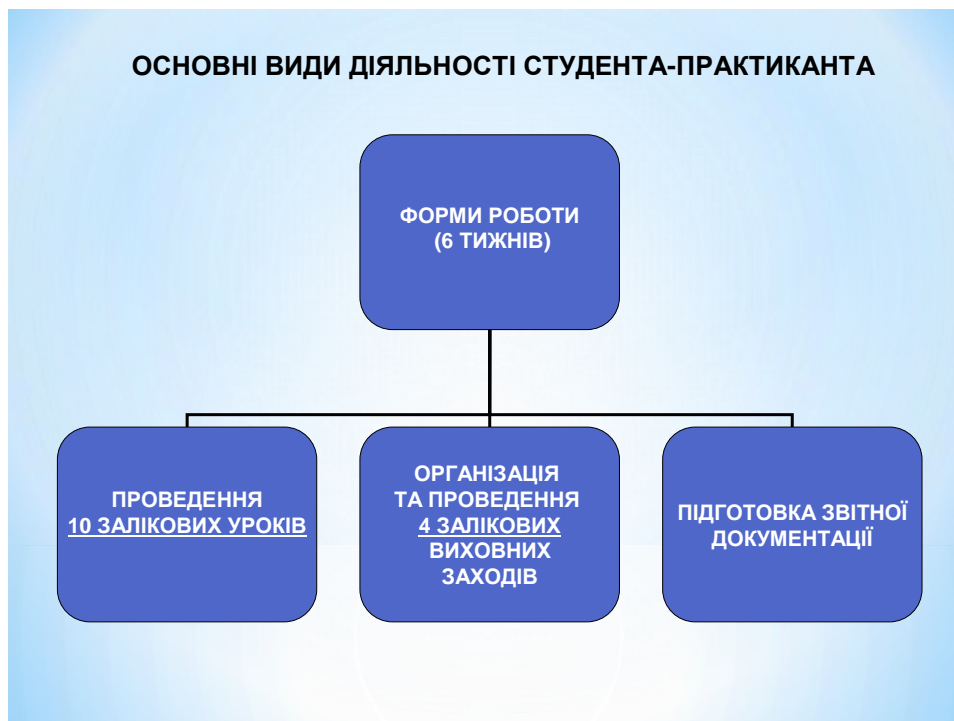 ОСНОВНІ ВИДИ ДІЯЛЬНОСТІ СТУДЕНТА-ПРАКТИКАНТА
ФОРМИ РОБОТИ
(6 ТИЖНІВ)
ПРОВЕДЕННЯ
10 ЗАЛІКОВИХ УРОКІВ
ОРГАНІЗАЦІЯ
ТА ПРОВЕДЕННЯ
4 ЗАЛІКОВИХ
ВИХОВНИХ
ЗАХОДІВ
ПІДГОТОВКА ЗВІТНОЇ
ДОКУМЕНТАЦІЇ